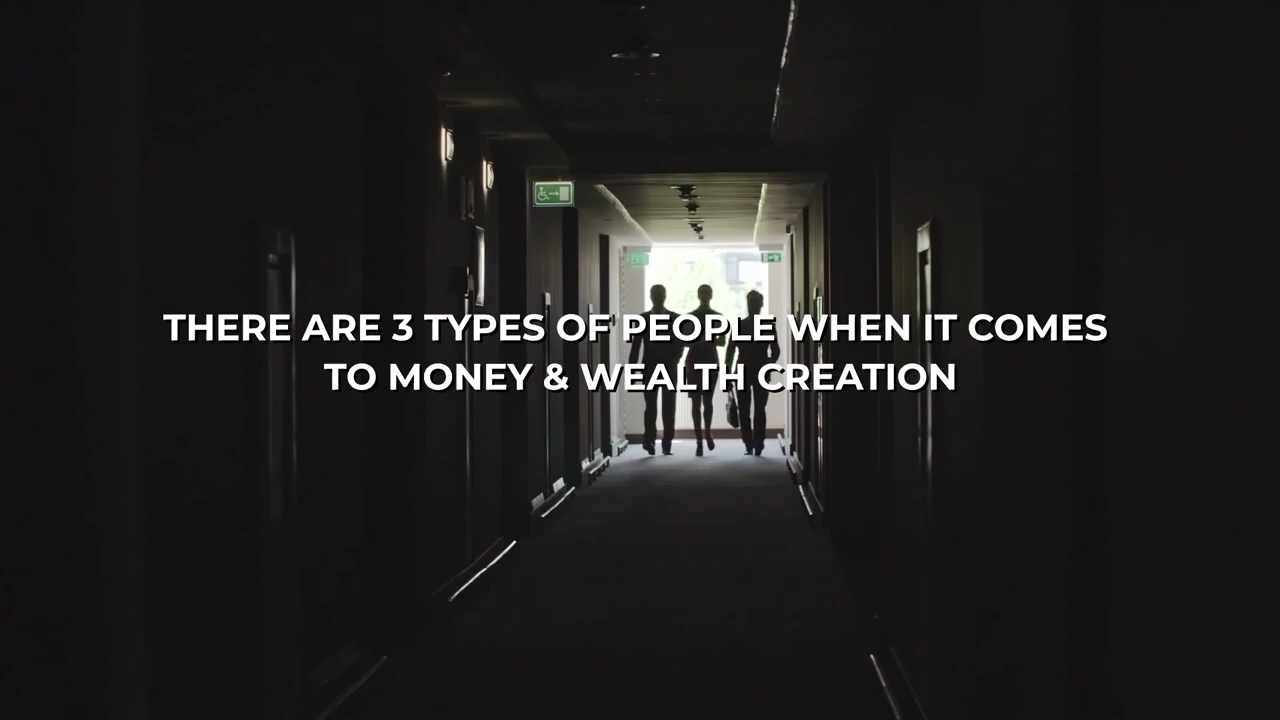 THERE ARE 3 TYPES OF PEOPLE WHEN IT COMES
TO MONEY & WEALTH CREATION